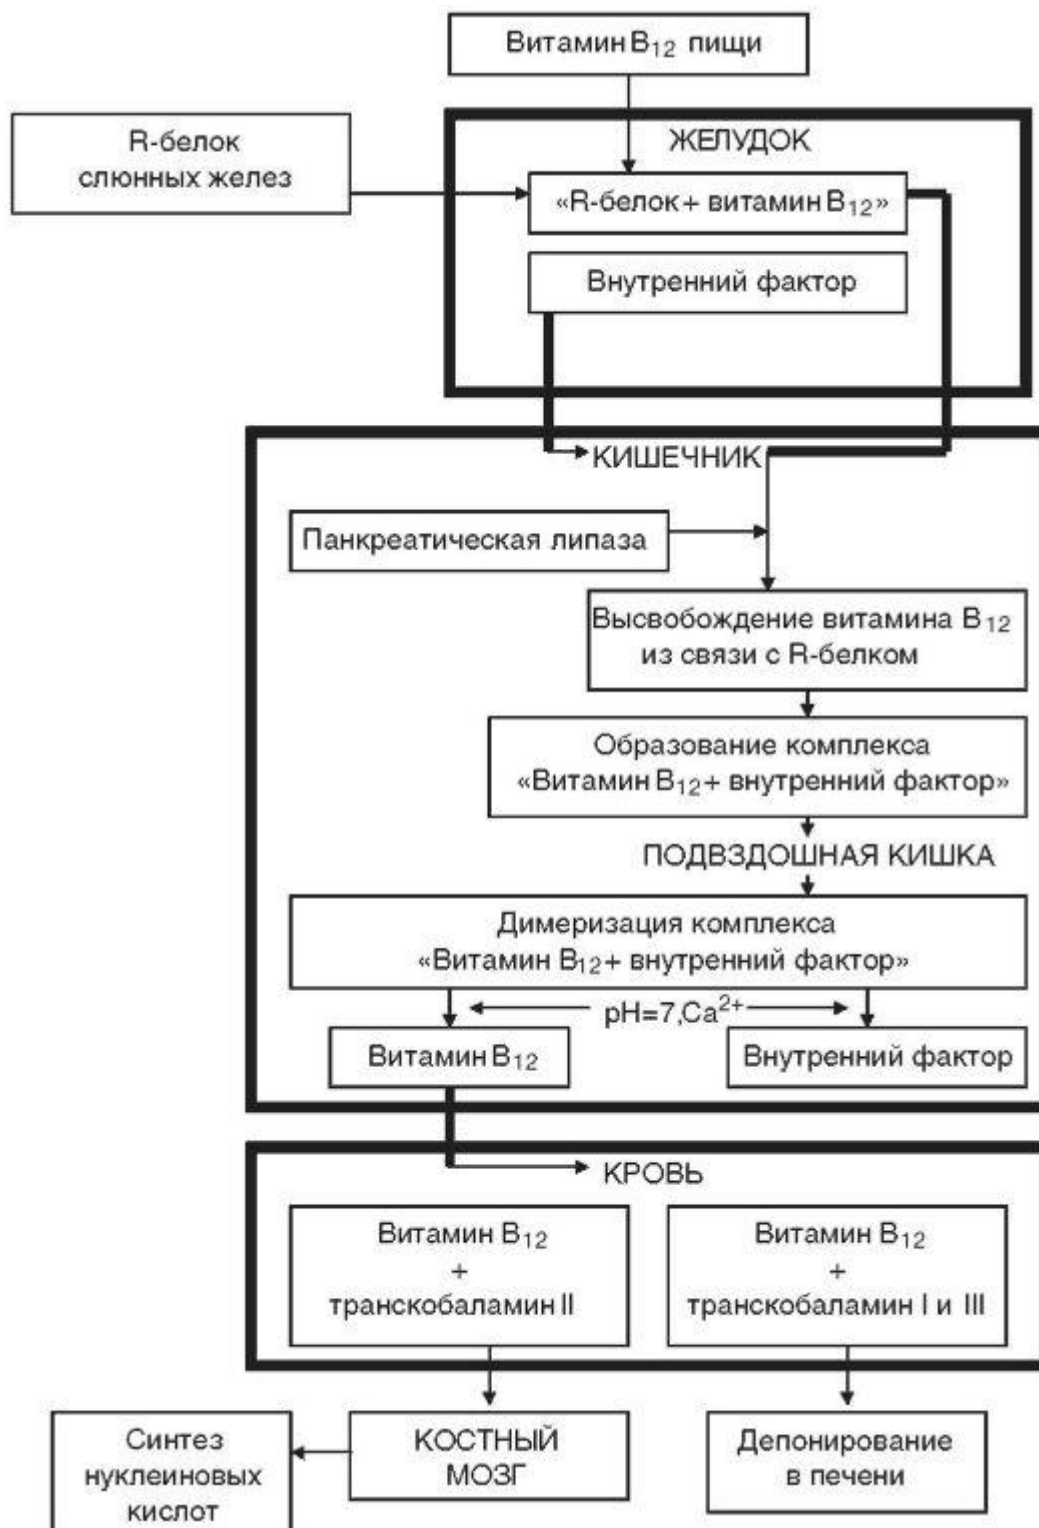 Витамин B12 пищи
R-белок
слюнных желез
ЖЕЛУДОК
«R-белок + витамин B12»
Внутренний фактор
КИШЕЧНИК
Панкреатическая липаза
Высвобождение витамина B12
из связи с R-белком
Образование комплекса
«Витамин B12 + внутренний фактор»
ПОДВЗДОШНАЯ КИШКА
Димеризация комплекса
«Витамин B12 + внутренний фактор»
pH=7,Ca2+
Витамин B12
Внутренний фактор
КРОВЬ
Витамин B12
+
транскобаламин II
Витамин B12
+
транскобаламин I и III
Синтез
нуклеиновых
кислот
КОСТНЫЙ
МОЗГ
Депонирование
в печени